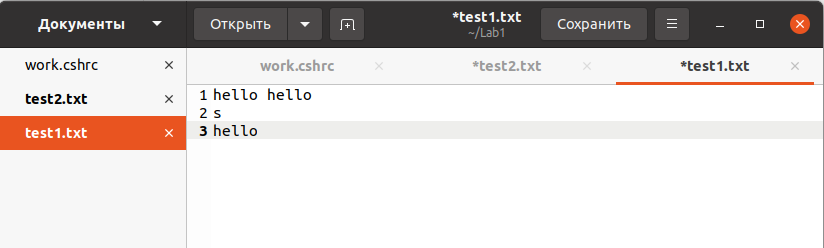 Документы
Открыть
*test1.txt
~/Lab1
Сохранить
work.cshrc
test2.txt
test1.txt
work.cshrc
*test2.txt
*test1.txt
1 hello hello
2 s
3 hello